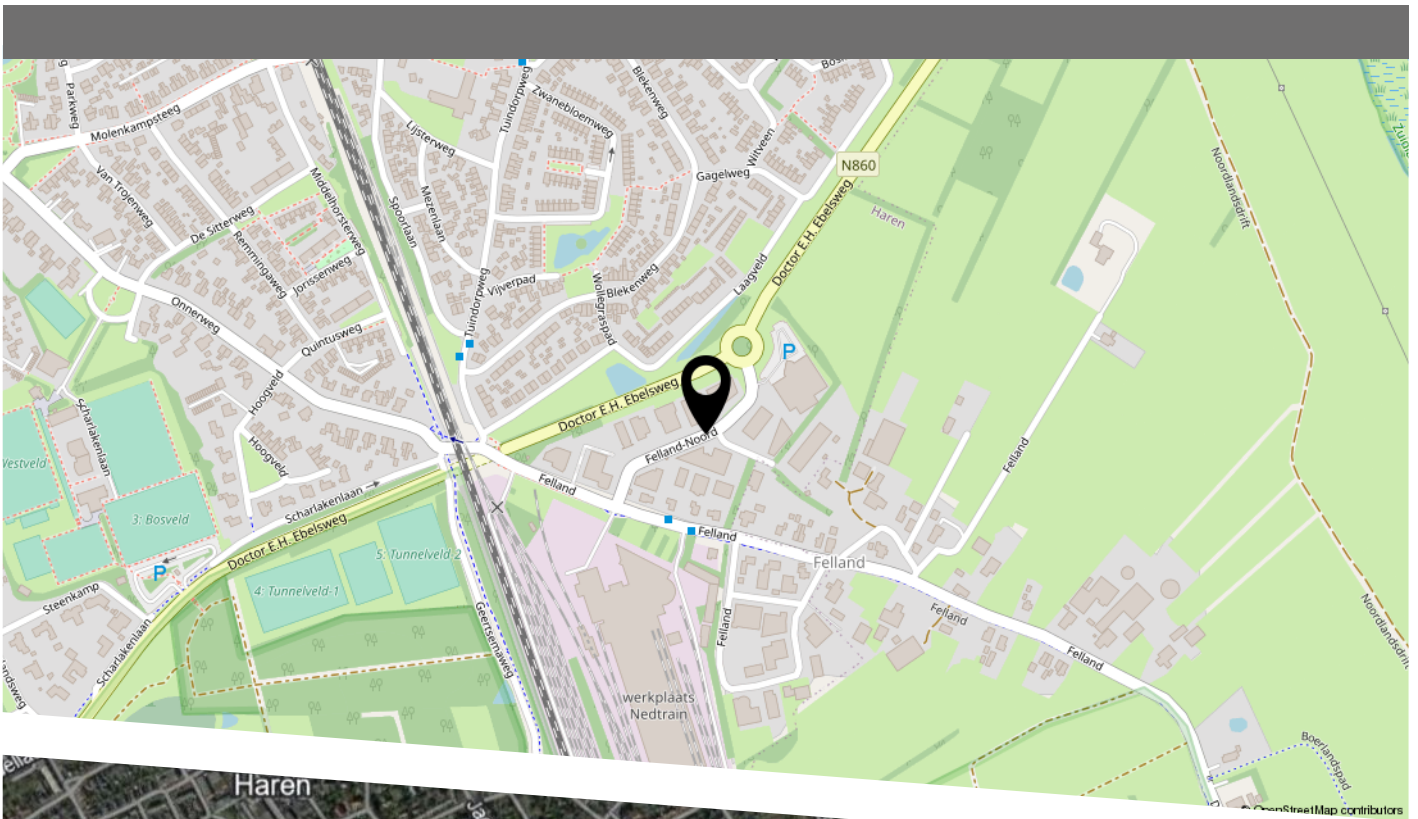 Parkweg
Molenkampsteeg
Van Trojenweg
De Sitterweg
Remmingaweg
Jorissenweg
Middelhorsterweg
Quintusweg
Onnerweg
Hoogveld
Hoogveld
Spoorlaan
Lijsterweg
Mezenlaan
Tuindorpweg
Tuindorpweg
Zwanebloemweg
Blekenweg
Witveen
Gagelweg
Vijverpad
Wollegraspad
Blekenweg
Laagveld
N860
Doctor E.H. Ebelsweg
Haren
Noordlandsdrift
Doctor E.H. Ebelsweg
P
Felland-Noord
Felland
Felland
Felland
Felland
Felland
Felland
Felland
Scharlakenlaan
Westveld
3: Bosveld
Scharlakenlaan
Doctor E.H. Ebelsweg
5: Tunnelveld 2
4: Tunnelveld-1
P
Steenkamp
Scharlakenlaan
Geertsemaweg
werkplaats
Nedtrain
Noordlandsdrift
Boerlandspad
Haren
© OpenStreetMap contributors